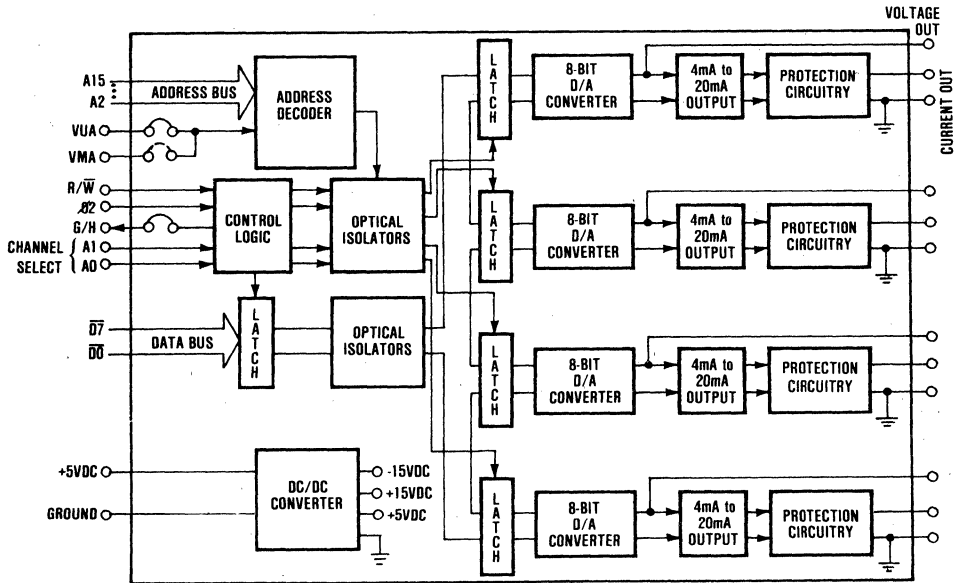 VOLTAGE
OUT
CURRENT OUT
A15
A2
ADDRESS BUS
VUA
VMA
ADDRESS
DECODER
R/W̅
ø2
G/H
CHANNEL
SELECT
A1
A0
CONTROL
LOGIC
OPTICAL
ISOLATORS
D̅7̅
D̅0̅
DATA BUS
LATCH
OPTICAL
ISOLATORS
+5VDC
GROUND
DC/DC
CONVERTER
-15VDC
+15VDC
+5VDC
LATCH
8-BIT
D/A
CONVERTER
4mA to
20mA
OUTPUT
PROTECTION
CIRCUITRY
LATCH
8-BIT
D/A
CONVERTER
4mA to
20mA
OUTPUT
PROTECTION
CIRCUITRY
LATCH
8-BIT
D/A
CONVERTER
4mA to
20mA
OUTPUT
PROTECTION
CIRCUITRY
LATCH
8-BIT
D/A
CONVERTER
4mA to
20mA
OUTPUT
PROTECTION
CIRCUITRY